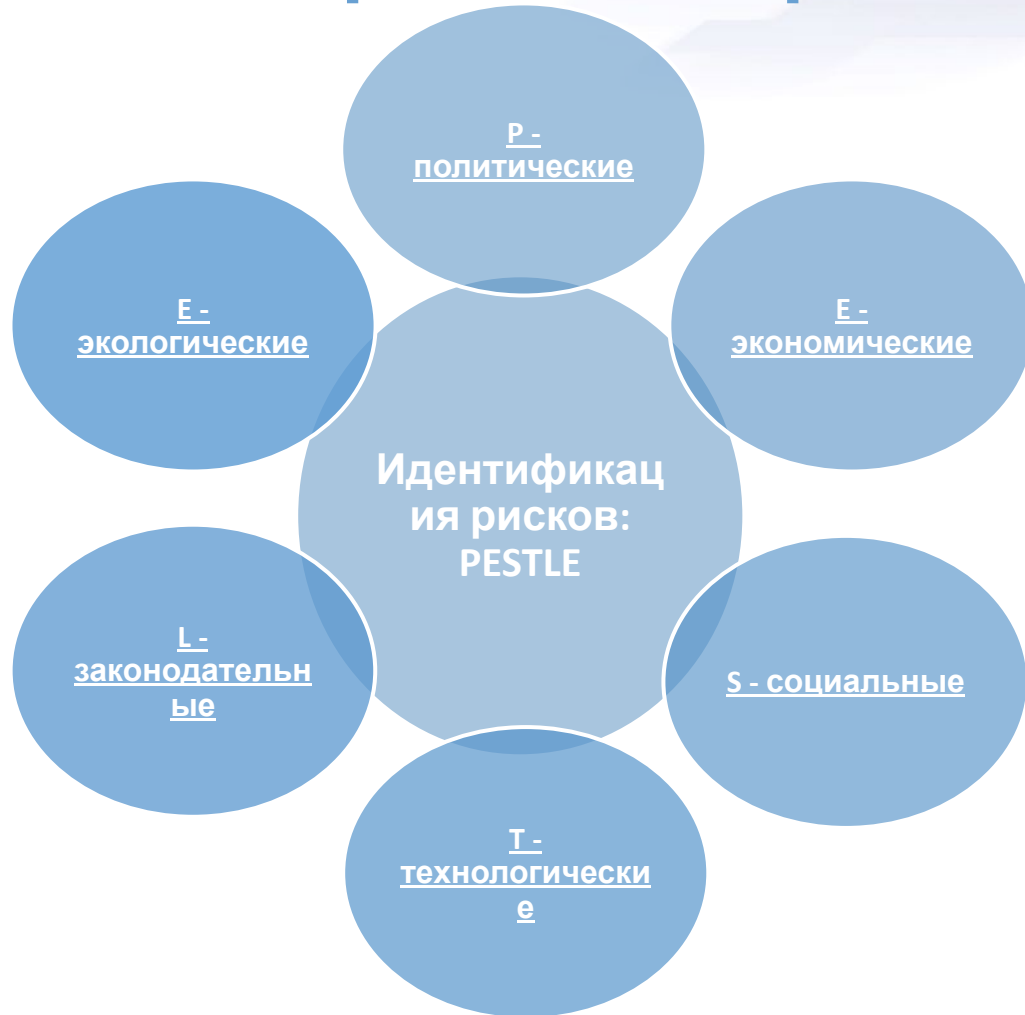 P -
политические
E -
экономические
S - социальные
T -
технологически
е
L -
законодательн
ые
E -
экологические
Идентификац
ия рисков:
PESTLE